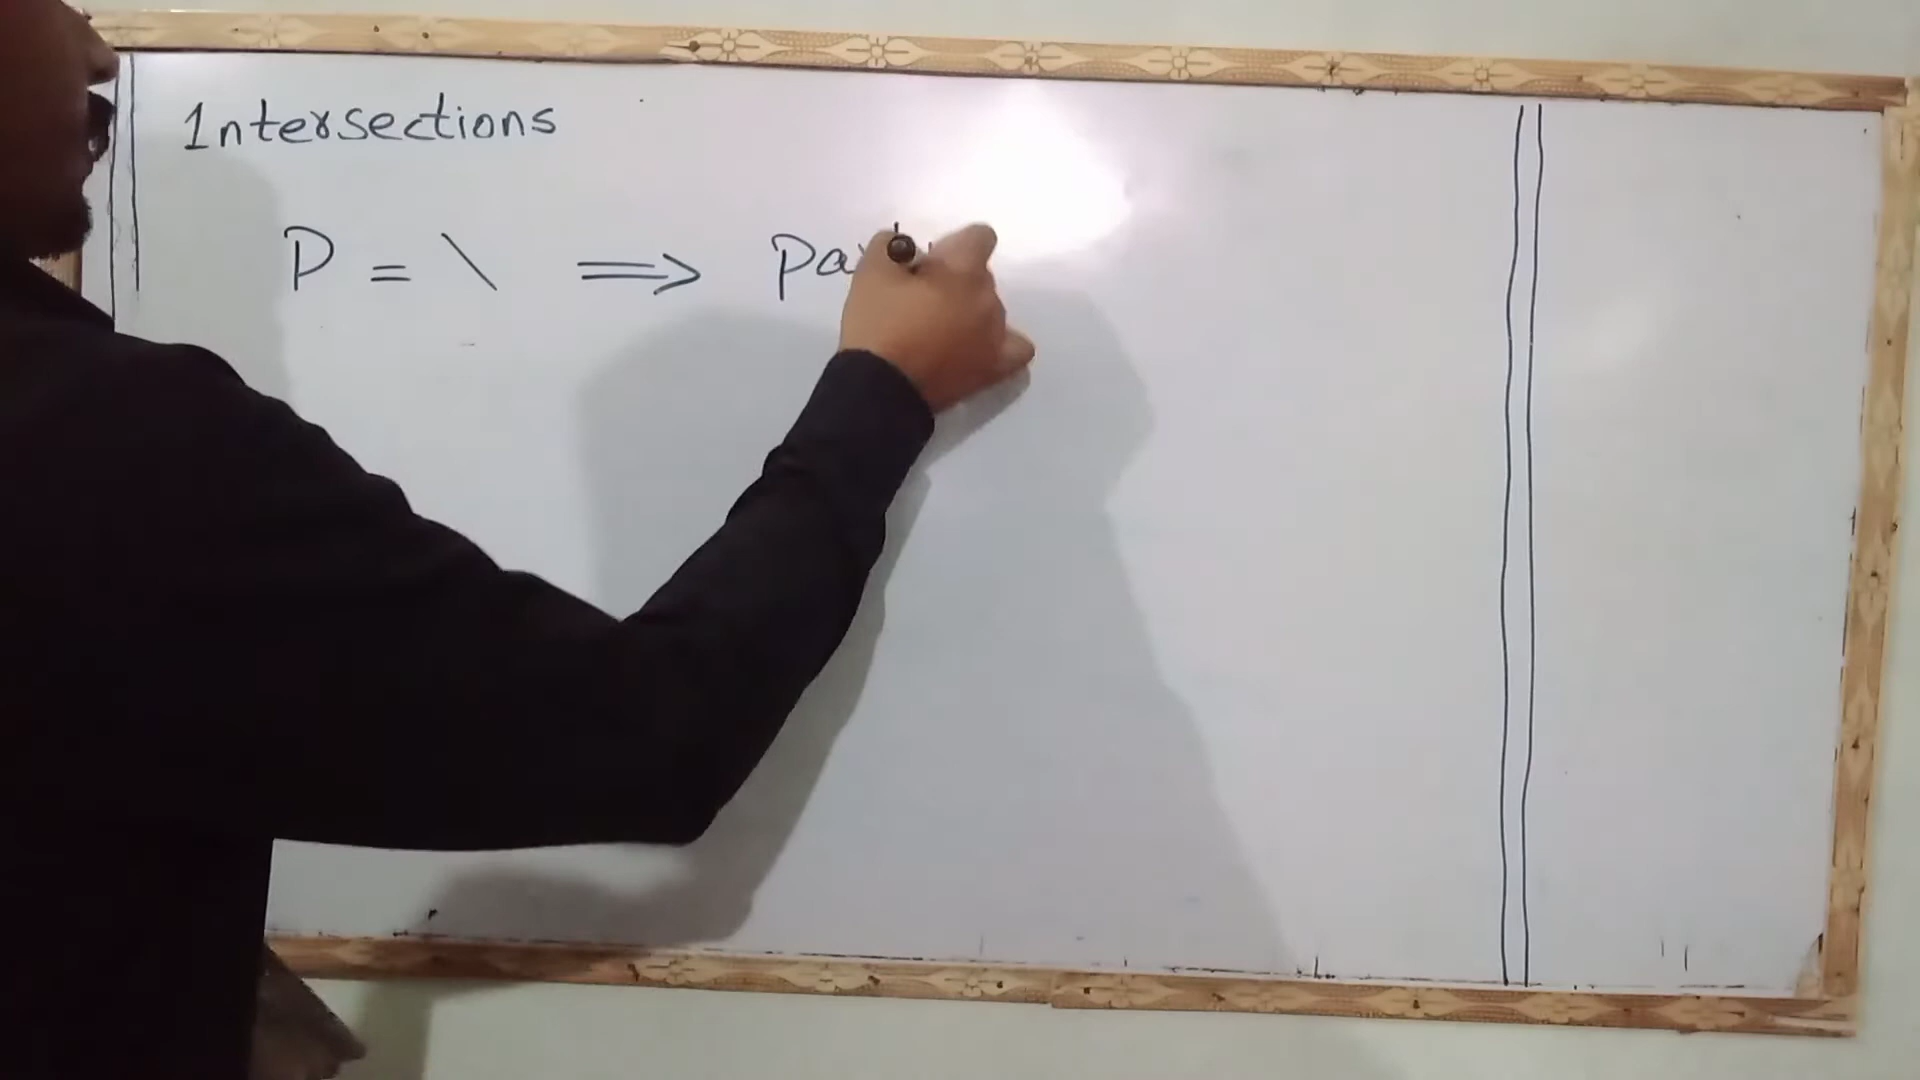 Intersections
P = \ ⇒